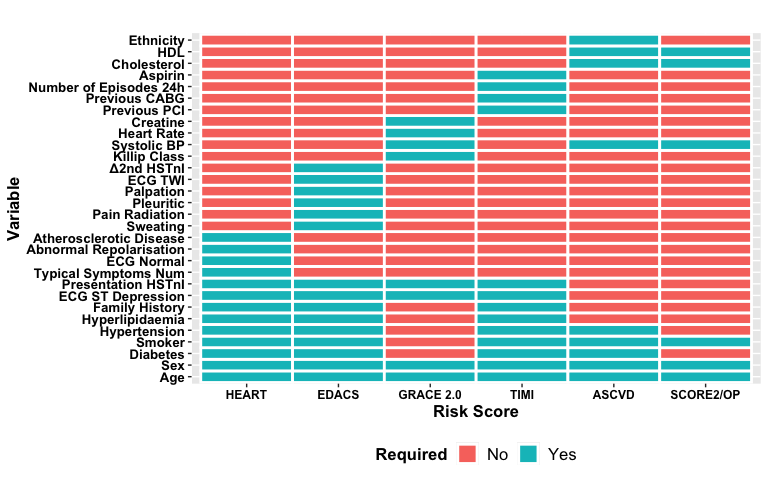 Ethnicity
HDL
Cholesterol
Aspirin
Number of Episodes 24h
Previous CABG
Previous PCI
Creatine
Heart Rate
Systolic BP
Killip Class
Δ2nd HSTnI
ECG TWI
Palpation
Pleuritic
Pain Radiation
Sweating
Atherosclerotic Disease
Abnormal Repolarisation
ECG Normal
Typical Symptoms Num
Presentation HSTnI
ECG ST Depression
Family History
Hyperlipidaemia
Hypertension
Smoker
Diabetes
Sex
Age
Variable
HEART EDACS GRACE 2.0 TIMI ASCVD SCORE2/OP
Risk Score
Required No Yes